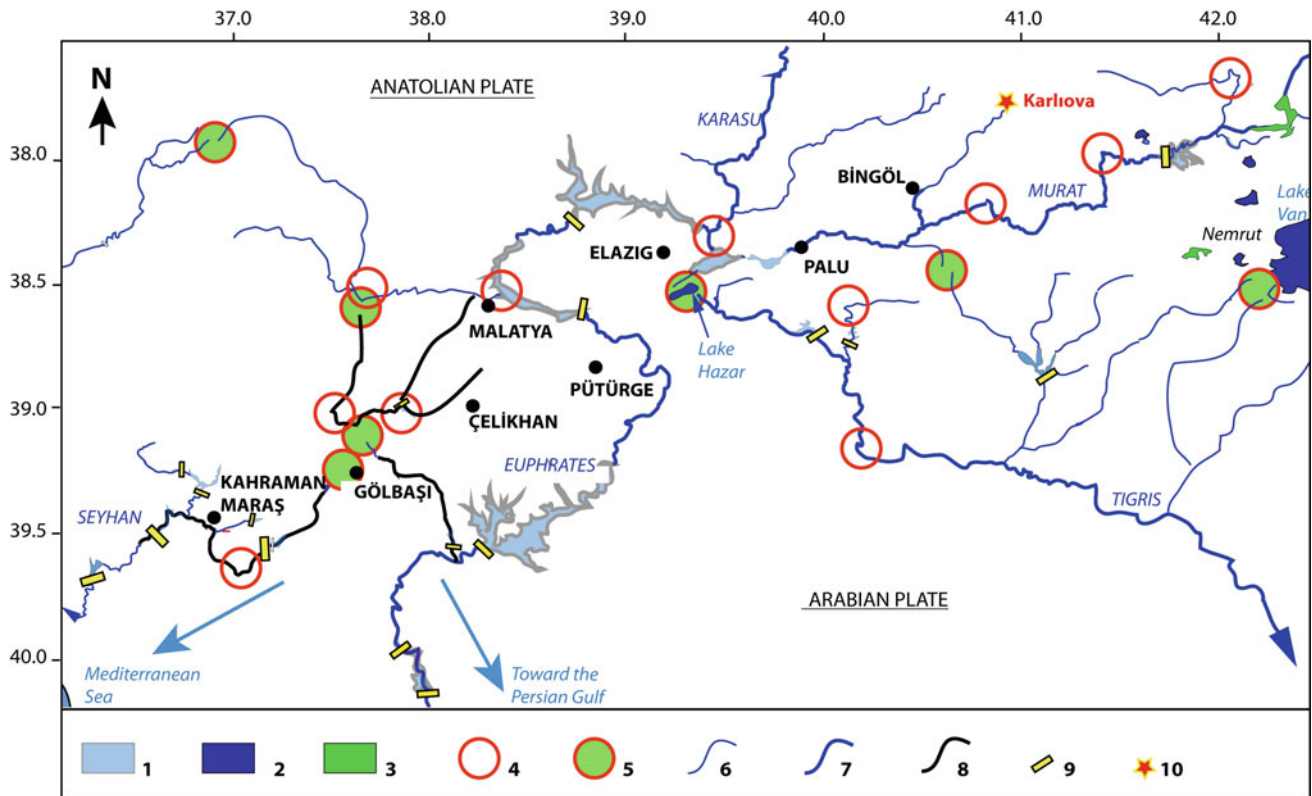 37.0 38.0 39.0 40.0 41.0 42.0
N
ANATOLIAN PLATE
KARASU
Karlıova
38.0
BİNGÖL
MURAT
Lake
Van
ELAZIG
PALU
Nemrut
38.5
MALATYA
Lake
Hazar
PÜTÜRGE
39.0
ÇELİKHAN
EUPHRATES
KAHRAMAN
MARAŞ
GÖLBAŞI
SEYHAN
39.5
TIGRIS
ARABIAN PLATE
40.0
Mediterranean
Sea
Toward the
Persian Gulf
1 2 3 4 5 6 7 8 9 10